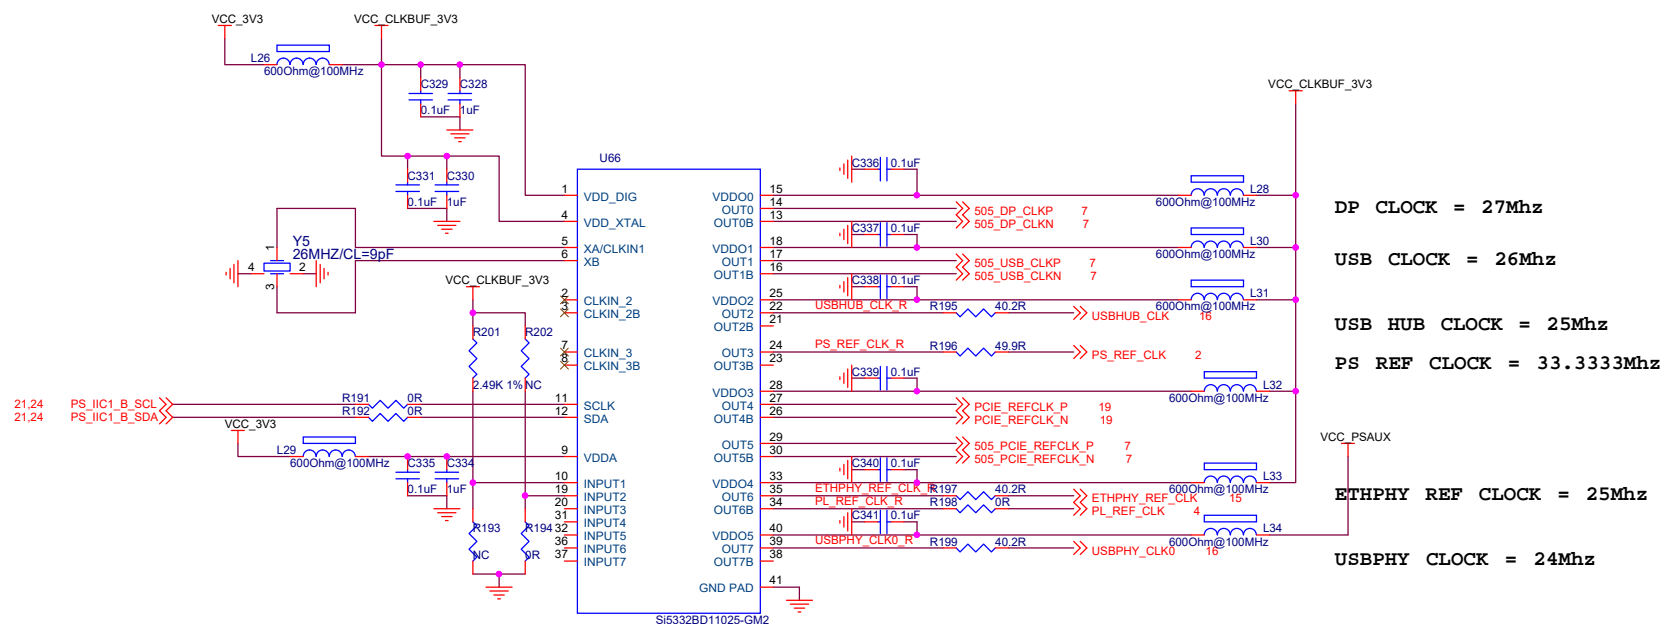 VCC_3V3
VCC_CLKBUF_3V3
L26
600Ohm@100MHz
C329
C328
0.1uF
1uF
VCC_CLKBUF_3V3
C331
C330
0.1uF
1uF
U66
C336
0.1uF
1
VDD_DIG
VDDO0
15
L28
600Ohm@100MHz
OUT0
14
505_DP_CLKP
7
DP CLOCK = 27Mhz
4
VDD_XTAL
OUT0B
13
505_DP_CLKN
7
C337
0.1uF
Y5
26MHZ/CL=9pF
1
4
2
3
5
XA/CLKIN1
VDDO1
18
L30
600Ohm@100MHz
6
XB
OUT1
17
505_USB_CLKP
7
USB CLOCK = 26Mhz
OUT1B
16
505_USB_CLKN
7
C338
0.1uF
VCC_CLKBUF_3V3
2
CLKIN_2
VDDO2
25
L31
600Ohm@100MHz
3
CLKIN_2B
OUT2
22
USBHUB_CLK_R
R195
40.2R
USBHUB_CLK
16
OUT2B
21
USB HUB CLOCK = 25Mhz
R201
R202
2.49K 1%
NC
7
CLKIN_3
OUT3
24
PS_REF_CLK_R
R196
49.9R
PS_REF_CLK
2
8
CLKIN_3B
OUT3B
23
PS REF CLOCK = 33.3333Mhz
C339
0.1uF
VDDO3
28
L32
600Ohm@100MHz
21,24
PS_IIC1_B_SCL
R191
0R
11
SCLK
OUT4
27
PCIE_REFCLK_P
19
21,24
PS_IIC1_B_SDA
R192
0R
12
SDA
OUT4B
26
PCIE_REFCLK_N
19
VCC_3V3
OUT5
29
505_PCIE_REFCLK_P
7
VCC_PSAUX
L29
600Ohm@100MHz
C335
C334
0.1uF
1uF
9
VDDA
OUT5B
30
505_PCIE_REFCLK_N
7
C340
0.1uF
10
INPUT1
VDDO4
33
L33
600Ohm@100MHz
19
INPUT2
OUT6
35
ETHPHY_REF_CLK_R
R197
40.2R
ETHPHY_REF_CLK
15
ETHPHY REF CLOCK = 25Mhz
20
INPUT3
OUT6B
34
PL_REF_CLK_R
R198
0R
PL_REF_CLK
4
31
INPUT4
C341
0.1uF
R193
NC
R194
0R
32
INPUT5
VDDO5
40
L34
600Ohm@100MHz
36
INPUT6
OUT7
39
USBPHY_CLK0_R
R199
40.2R
USBPHY_CLK0
16
37
INPUT7
OUT7B
38
USBPHY CLOCK = 24Mhz
GND PAD
41
Si5332BD11025-GM2